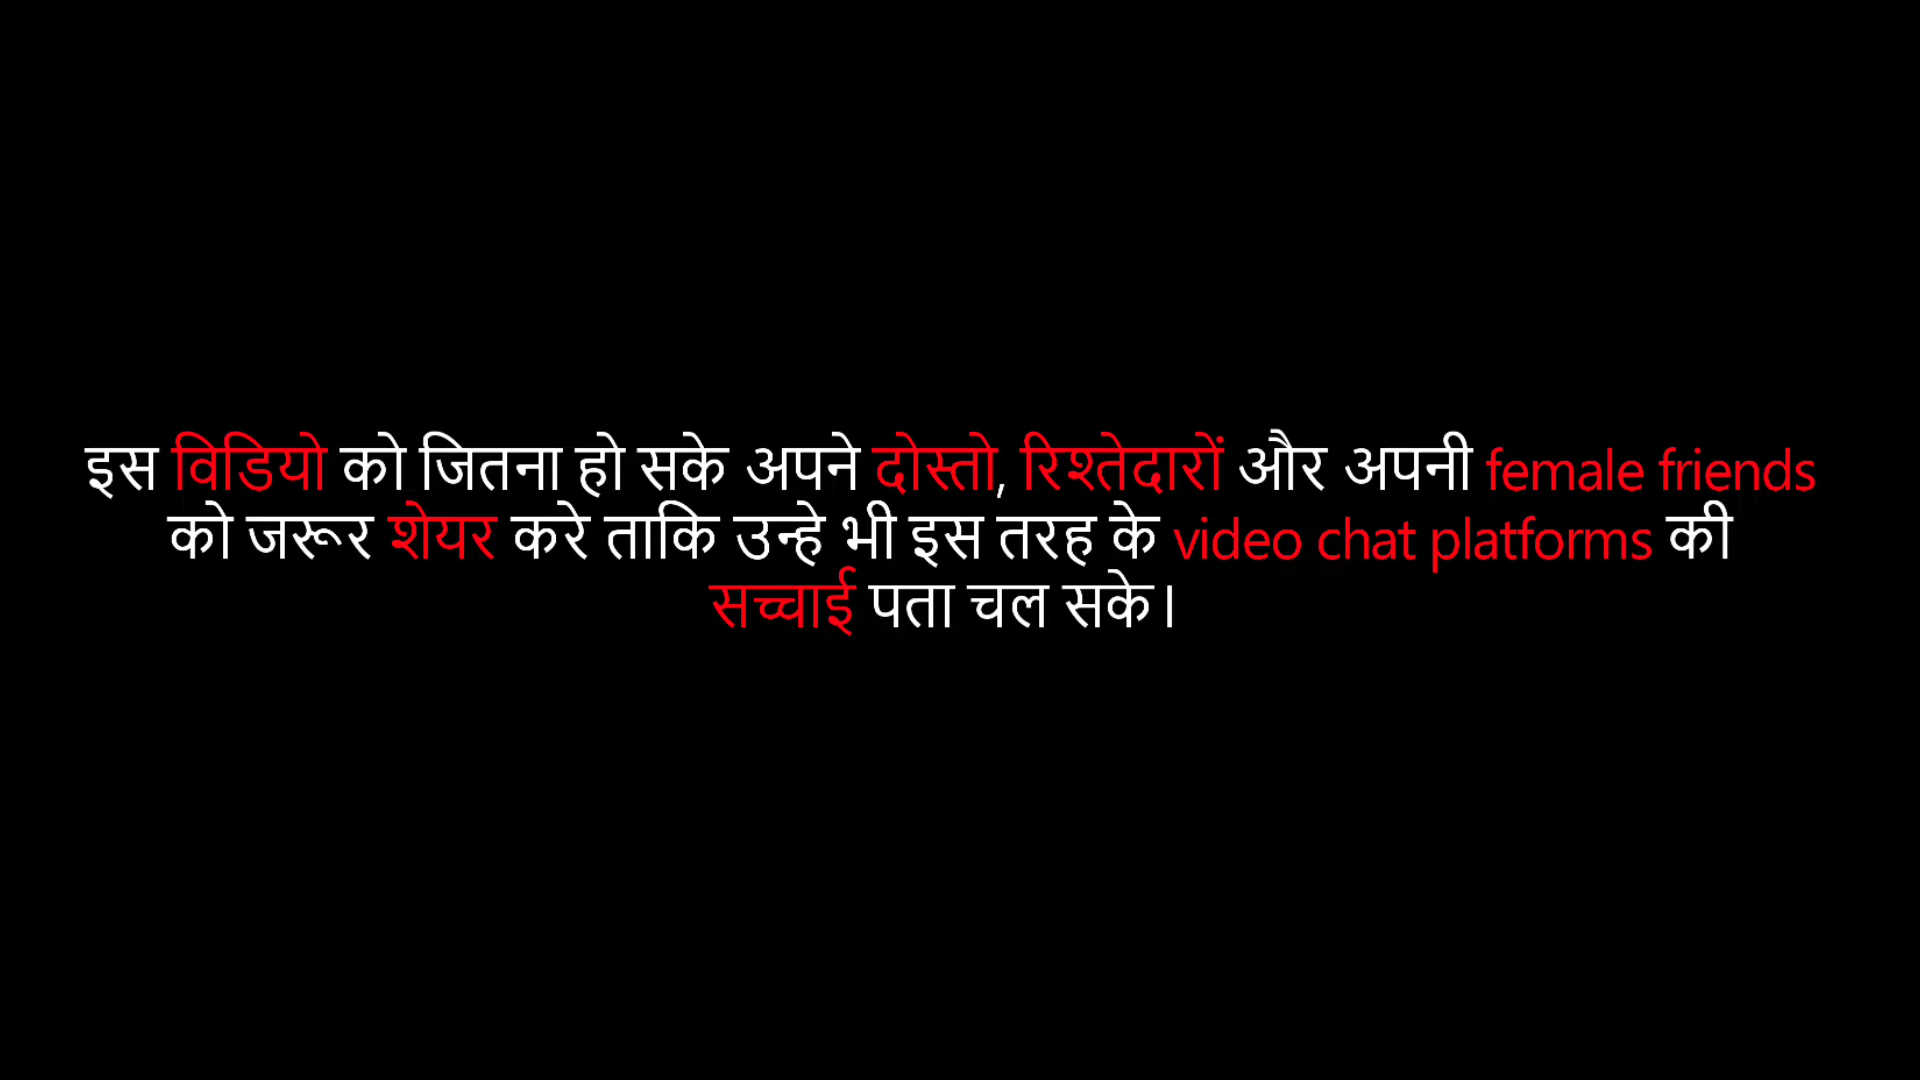 इस विडियो को जितना हो सके अपने दोस्तो, रिश्तेदारों और अपनी female friends
को जरूर शेयर करे ताकि उन्हे भी इस तरह के video chat platforms की
सच्चाई पता चल सके।